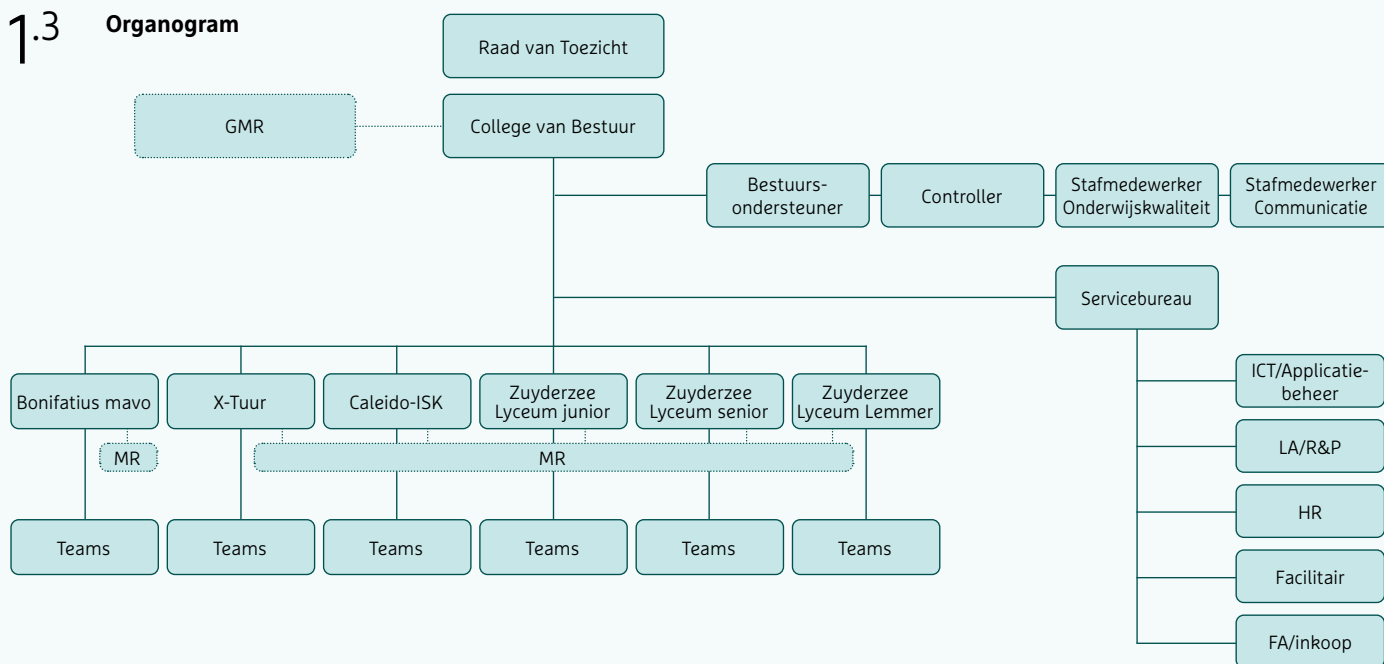 1.3 Organogram
Raad van Toezicht
GMR
College van Bestuur
Bestuurs-
ondersteuner
Controller
Stafmedewerker
Onderwijskwaliteit
Stafmedewerker
Communicatie
Servicebureau
ICT/Applicatie-
beheer
LA/R&P
HR
Facilitair
FA/inkoop
Bonifatius mavo
X-Tuur
Caleido-ISK
Zuyderzee
Lyceum junior
Zuyderzee
Lyceum senior
Zuyderzee
Lyceum Lemmer
MR
MR
Teams
Teams
Teams
Teams
Teams
Teams